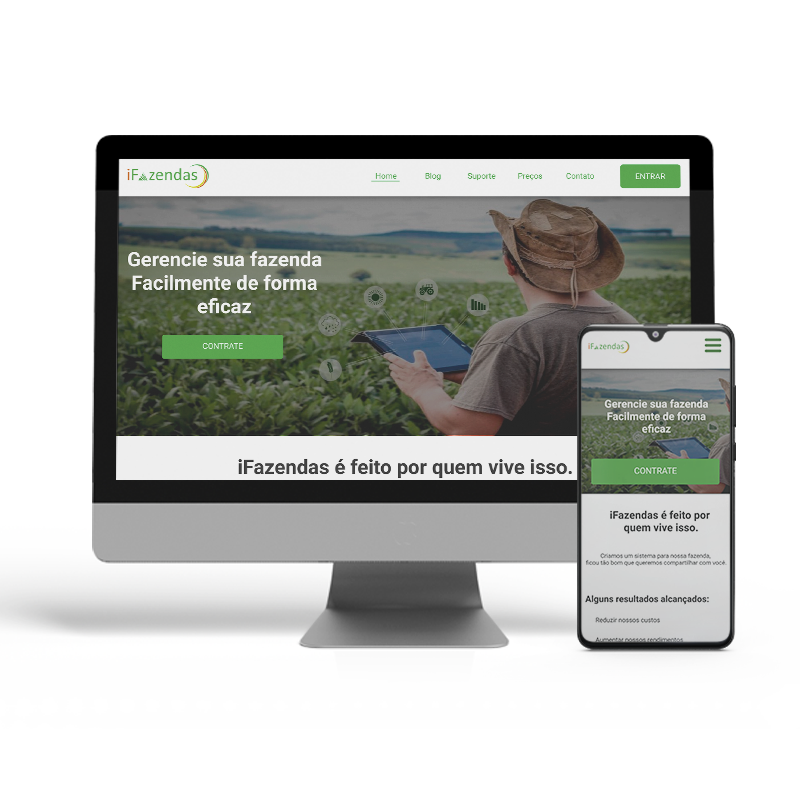 iFazendas
Home Blog Suporte Preços Contato ENTRAR
Gerencie sua fazenda
Facilmente de forma
eficaz
CONTRATE
iFazendas é feito por quem vive isso.
iFazendas
Gerencie sua fazenda
Facilmente de forma
eficaz
CONTRATE
iFazendas é feito por
quem vive isso.
Criamos um sistema para nossa fazenda,
ficou tão bom que queremos compartilhar com você.
Alguns resultados alcançados:
Reduzir nossos custos
Aumentar nossos rendimentos